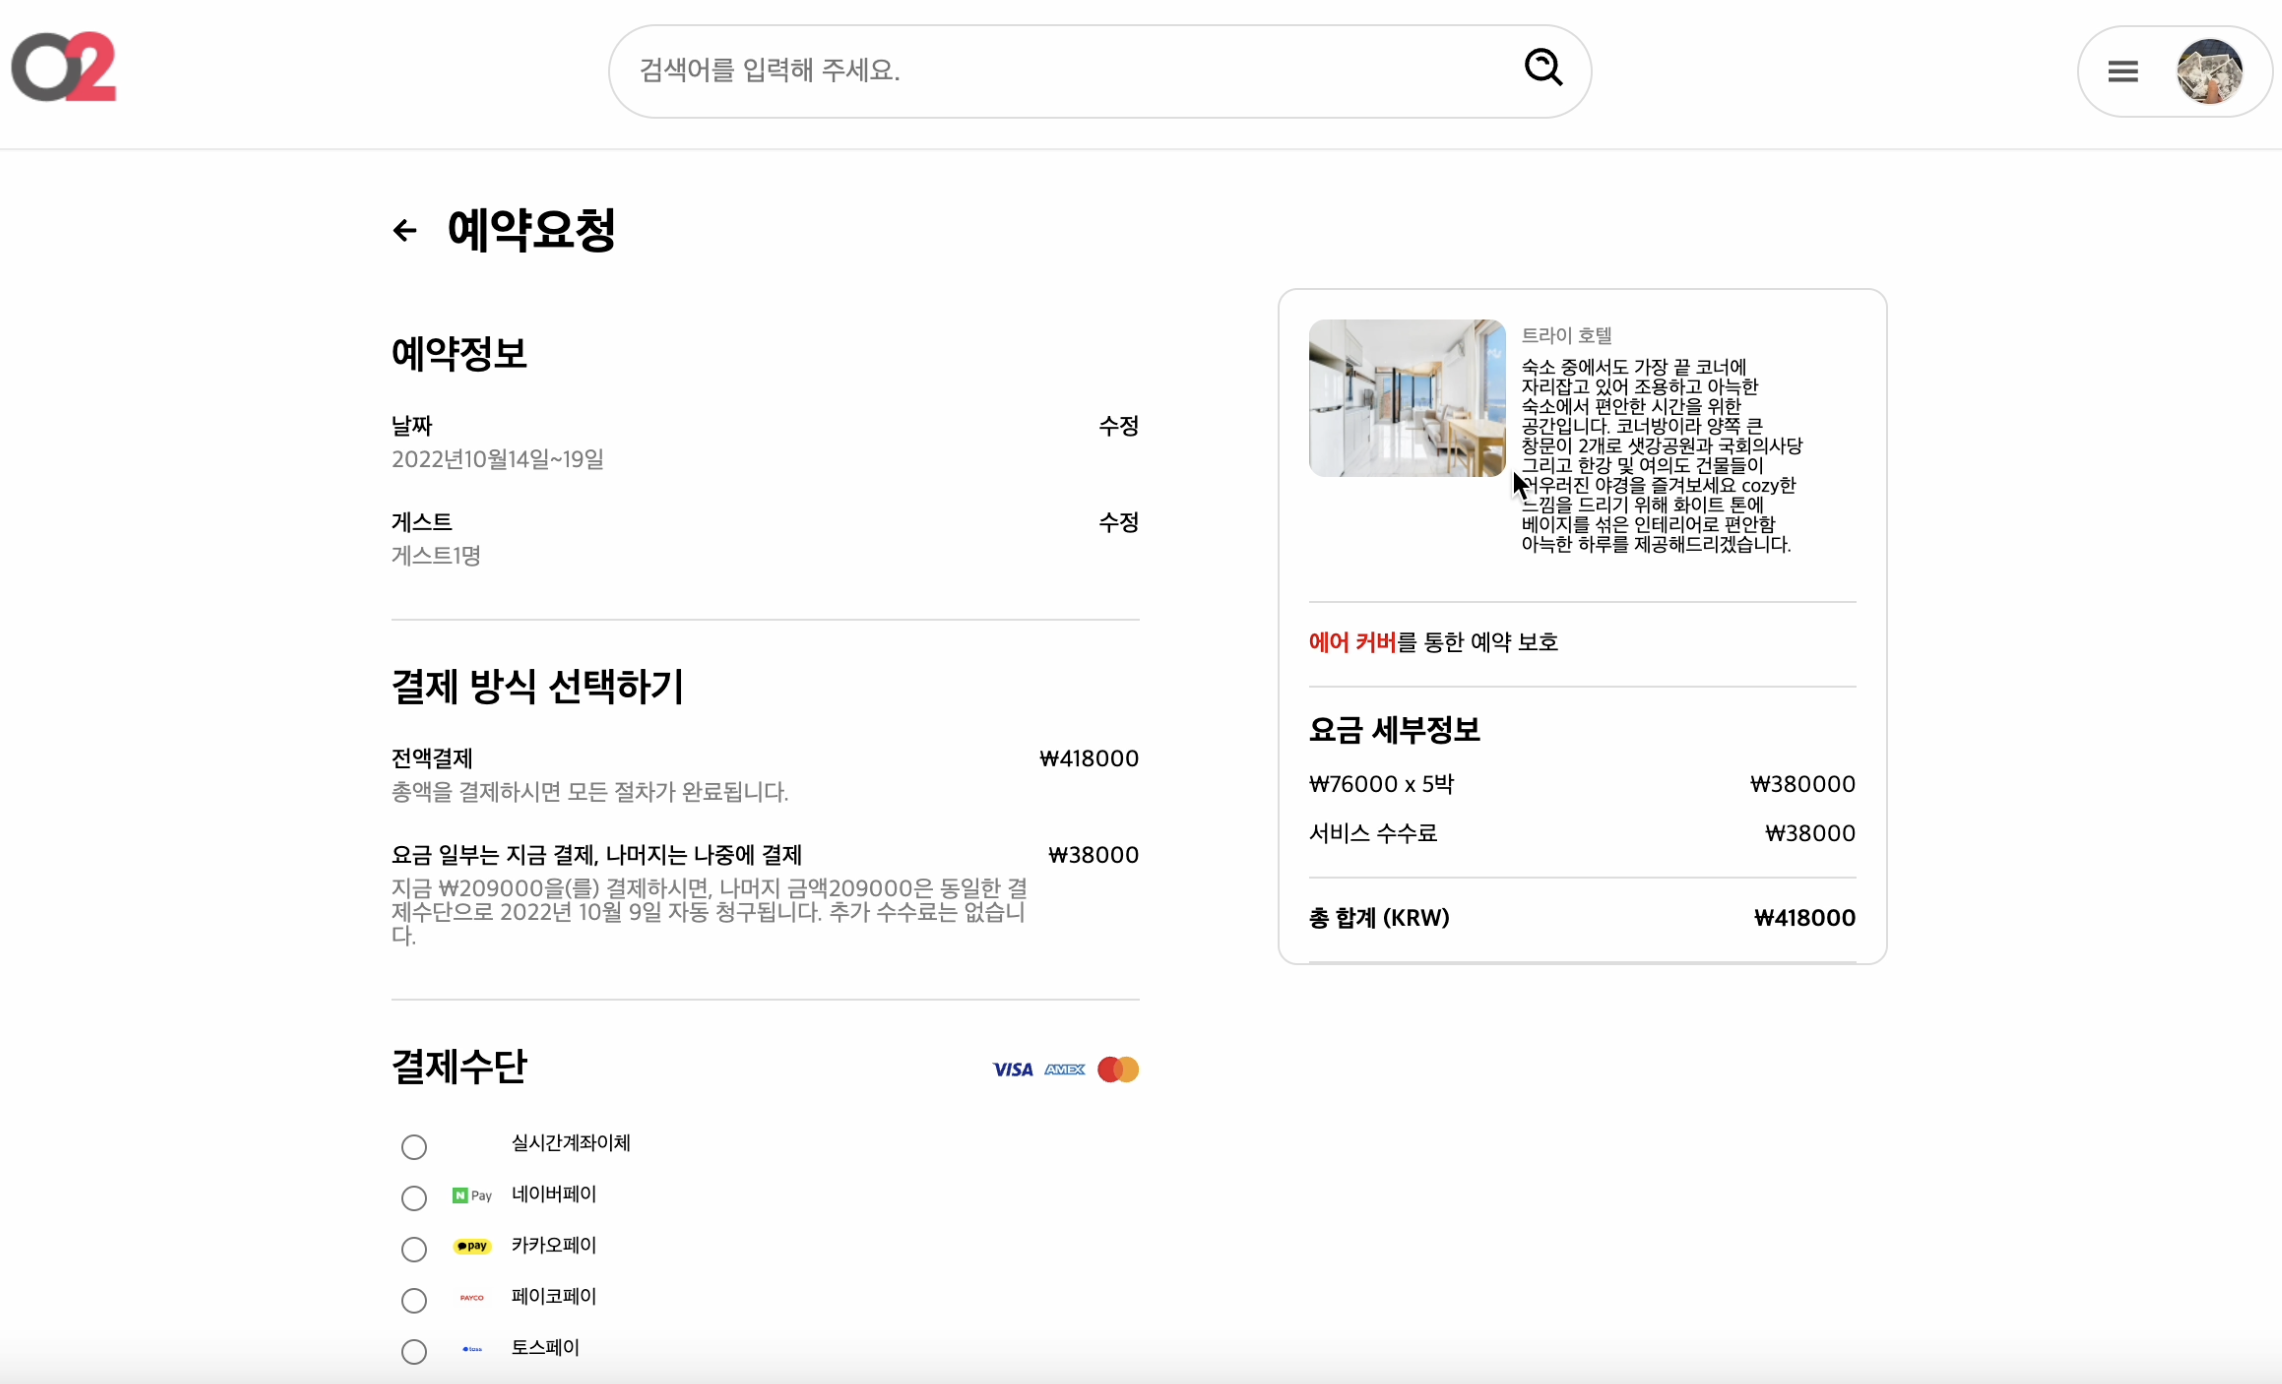 O2
검색어를 입력해 주세요.
예약요청
예약정보
날짜
수정
2022년10월14일~19일
게스트
수정
게스트1명
결제 방식 선택하기
전액결제
₩418000
총액을 결제하시면 모든 절차가 완료됩니다.
요금 일부는 지금 결제, 나머지는 나중에 결제
₩38000
지금 ₩209000을(를) 결제하시면, 나머지 금액209000은 동일한 결
제수단으로 2022년 10월 9일 자동 청구됩니다. 추가 수수료는 없습니
다.
결제수단
VISA AMEX
실시간계좌이체
N Pay 네이버페이
pay 카카오페이
PAYCO 페이코페이
toss 토스페이
트라이 호텔
숙소 중에서도 가장 끝 코너에
자리잡고 있어 조용하고 아늑한
숙소에서 편안한 시간을 위한
공간입니다. 코너방이라 양쪽 큰
창문이 2개로 샛강공원과 국회의사당
그리고 한강 및 여의도 건물들이
어우러진 야경을 즐겨보세요 cozy한
느낌을 드리기 위해 화이트 톤에
베이지를 섞은 인테리어로 편안함
아늑한 하루를 제공해드리겠습니다.
에어 커버를 통한 예약 보호
요금 세부정보
₩76000 x 5박
₩380000
서비스 수수료
₩38000
총 합계 (KRW)
₩418000